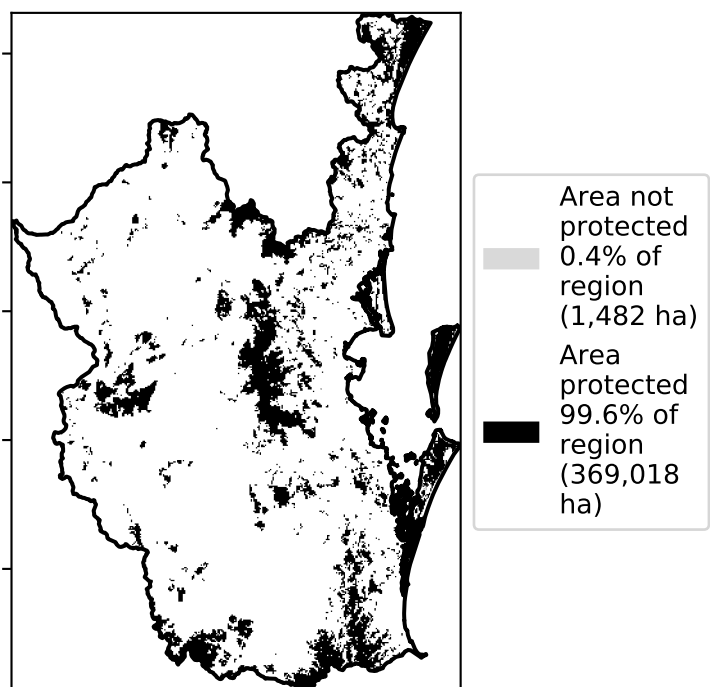 Area not
protected
0.4% of
region
(1,482 ha)
Area
protected
99.6% of
region
(369,018
ha)